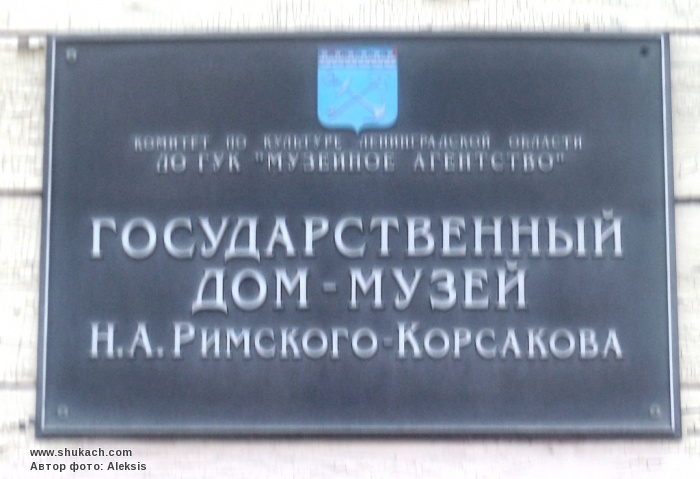 КОМИТЕТ ПО КУЛЬТУРЕ ЛЕНИНГРАДСКОЙ ОБЛАСТИ
ЛО ГУК "МУЗЕЙНОЕ АГЕНТСТВО"
ГОСУДАРСТВЕННЫЙ
ДОМ-МУЗЕЙ
Н.А. РИМСКОГО-КОРСАКОВА
www.shukach.com
Автор фото: Aleksis